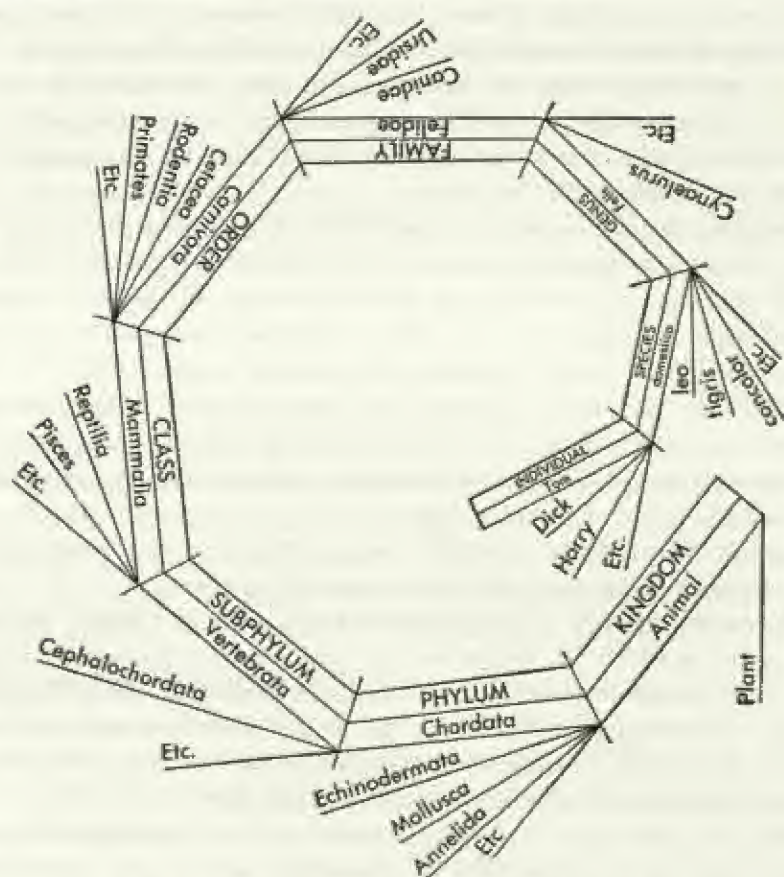 KINGDOM
Animal
Plant
PHYLUM
Chordata
Echinodermata
Mollusca
Annelida
Etc
SUBPHYLUM
Vertebrata
Cephalochordata
Etc.
CLASS
Mammalia
Reptilia
Pisces
Etc.
ORDER
Carnivora
Cetacea
Rodentia
Primates
Etc.
FAMILY
Felidae
Canidae
Ursidae
Etc.
GENUS
Felis
Cynaelurus
Etc.
SPECIES
domestica
leo
tigris
concolor
Etc.
INDIVIDUAL
Tom
Dick
Harry
Etc.